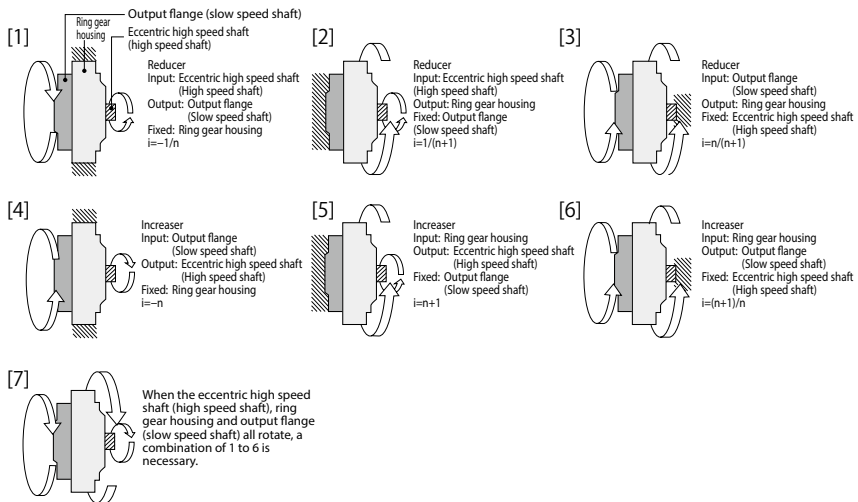 Output flange (slow speed shaft)
Ring gear
housing
Eccentric high speed shaft
(high speed shaft)
[1]
Reducer
Input: Eccentric high speed shaft
(High speed shaft)
Output: Output flange
(Slow speed shaft)
Fixed: Ring gear housing
i=−1/n
[2]
Reducer
Input: Eccentric high speed shaft
(High speed shaft)
Output: Ring gear housing
Fixed: Output flange
(Slow speed shaft)
i=1/(n+1)
[3]
Reducer
Input: Output flange
(Slow speed shaft)
Output: Ring gear housing
Fixed: Eccentric high speed shaft
(High speed shaft)
i=n/(n+1)
[4]
Increaser
Input: Output flange
(Slow speed shaft)
Output: Eccentric high speed shaft
(High speed shaft)
Fixed: Ring gear housing
i=−n
[5]
Increaser
Input: Ring gear housing
Output: Eccentric high speed shaft
(High speed shaft)
Fixed: Output flange
(Slow speed shaft)
i=n+1
[6]
Increaser
Input: Ring gear housing
Output: Output flange
(Slow speed shaft)
Fixed: Eccentric high speed shaft
(High speed shaft)
i=(n+1)/n
[7]
When the eccentric high speed
shaft (high speed shaft), ring
gear housing and output flange
(slow speed shaft) all rotate, a
combination of 1 to 6 is
necessary.